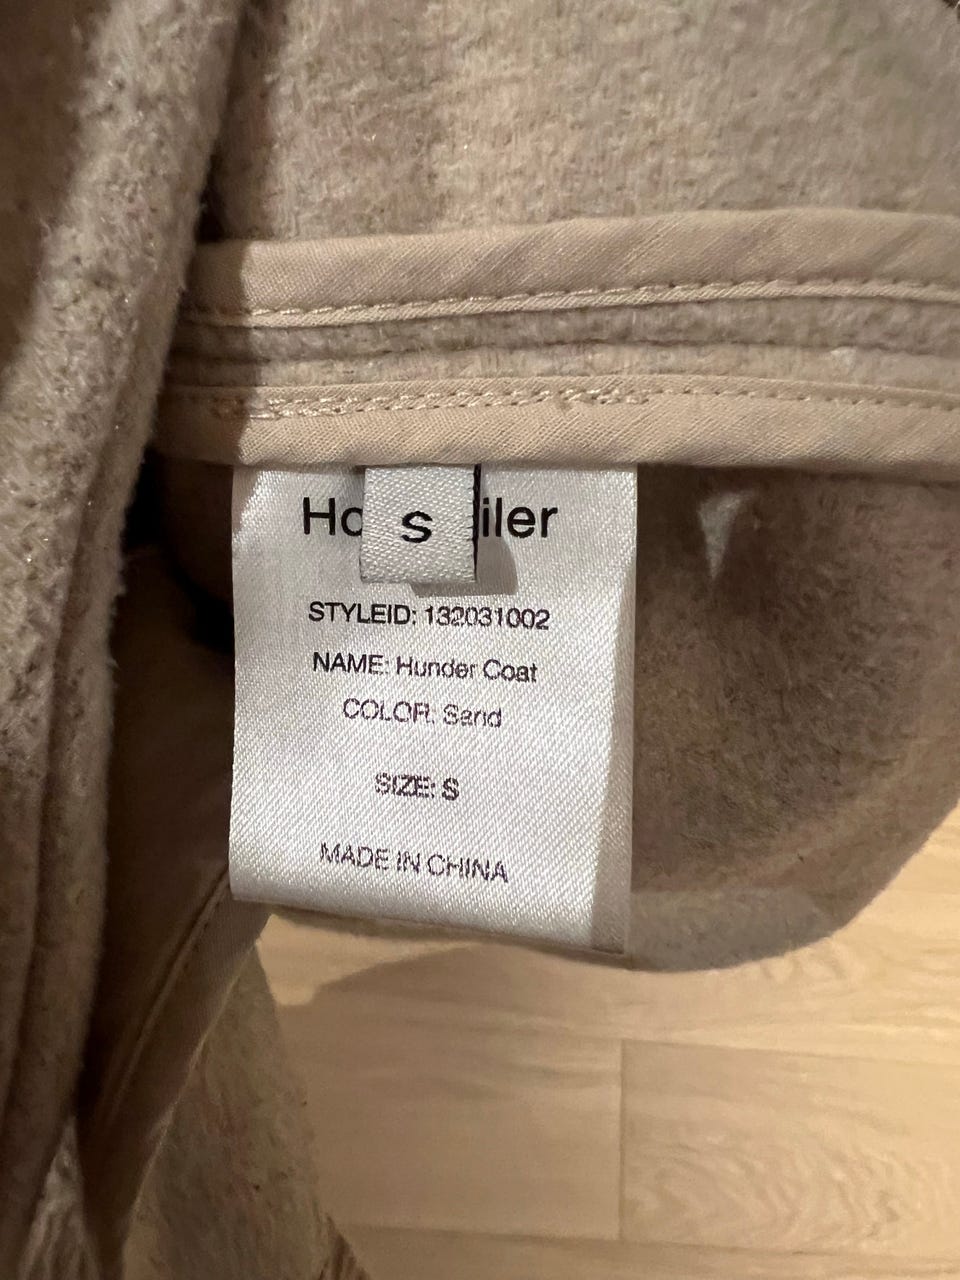 Ho iler
S
STYLEID: 132031002
NAME: Hunder Coat
COLOR: Sand
SIZE: S
MADE IN CHINA